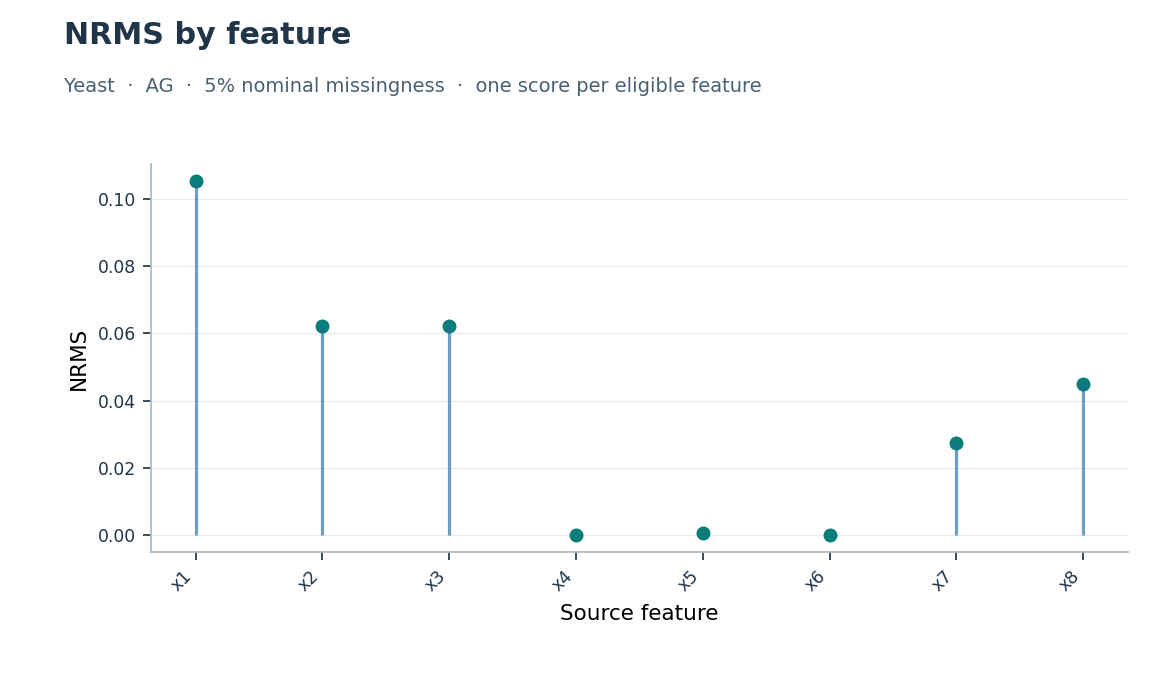 NRMS by feature
Yeast · AG · 5% nominal missingness · one score per eligible feature
NRMS
0.10
0.08
0.06
0.04
0.02
0.00
x1 x2 x3 x4 x5 x6 x7 x8
Source feature